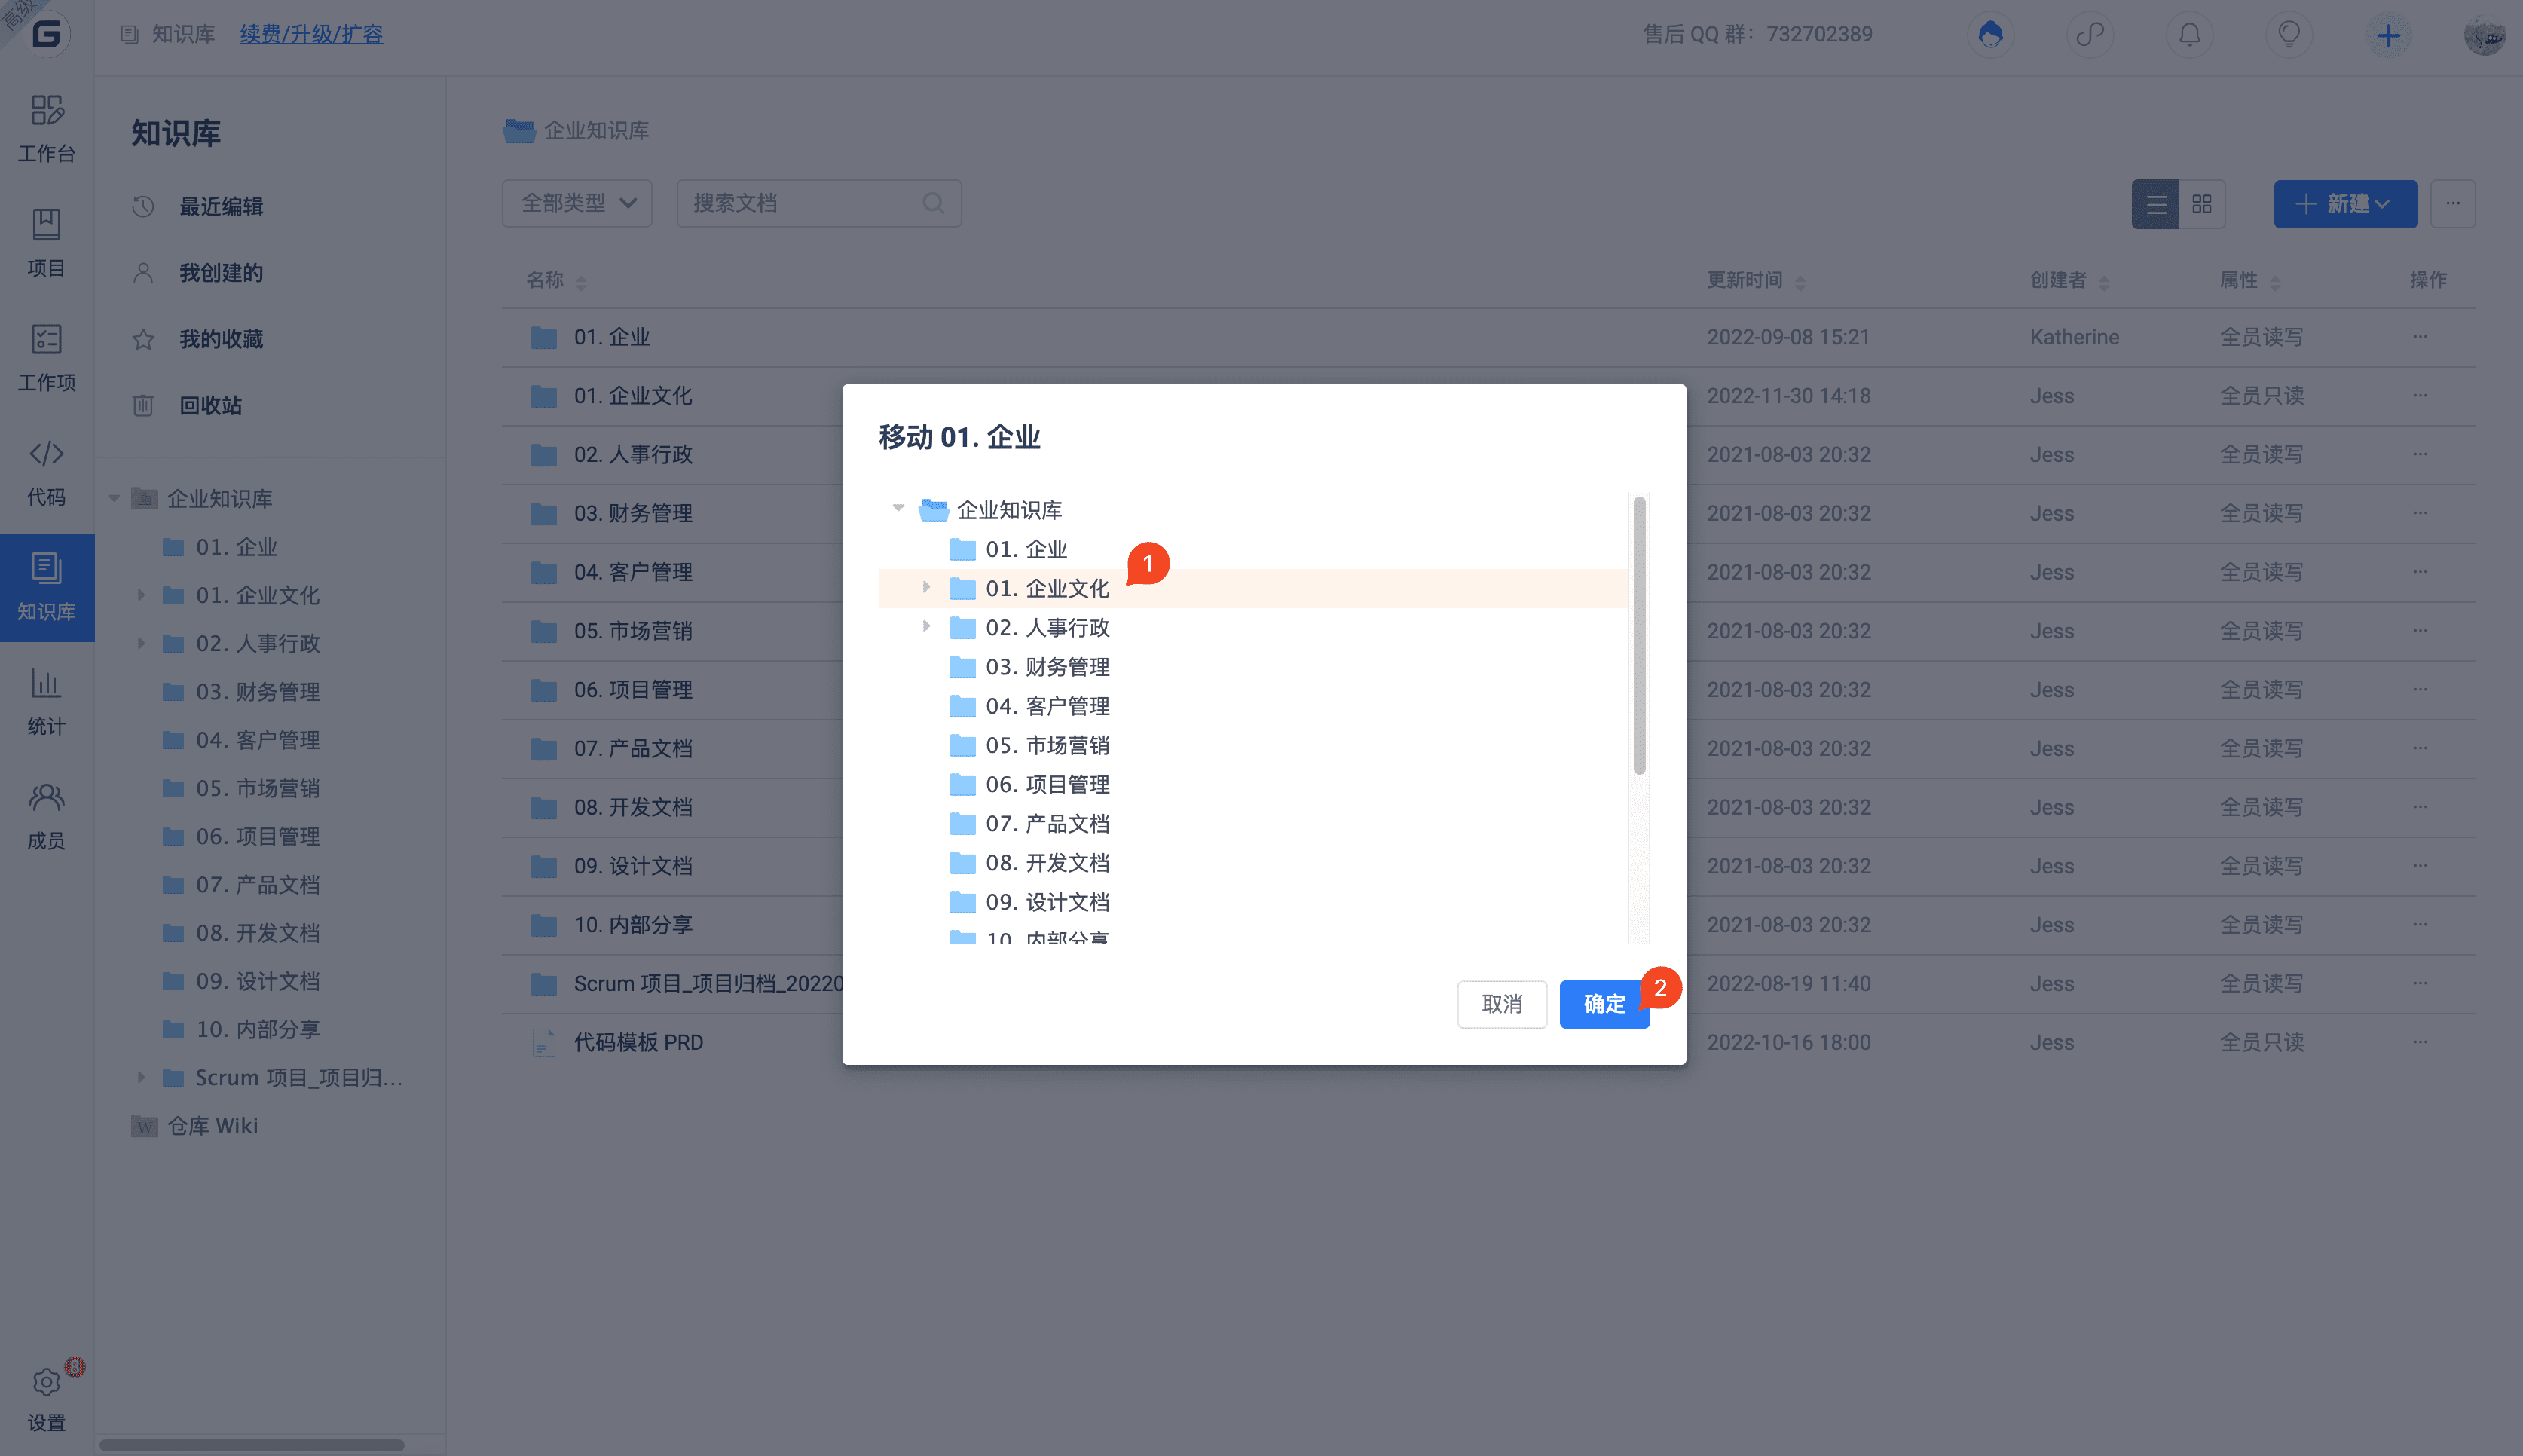 高级
G
知识库 续费/升级/扩容
售后 QQ 群：732702389
工作台
项目
工作项
代码
知识库
统计
成员
8
设置
知识库
最近编辑
我创建的
我的收藏
回收站
企业知识库
01. 企业
01. 企业文化
02. 人事行政
03. 财务管理
04. 客户管理
05. 市场营销
06. 项目管理
07. 产品文档
08. 开发文档
09. 设计文档
10. 内部分享
Scrum 项目_项目归...
W 仓库 Wiki
企业知识库
全部类型 搜索文档 新建 ...
名称 更新时间 创建者 属性 操作
01. 企业 2022-09-08 15:21 Katherine 全员读写 ...
01. 企业文化 2022-11-30 14:18 Jess 全员只读 ...
02. 人事行政 2021-08-03 20:32 Jess 全员读写 ...
03. 财务管理 2021-08-03 20:32 Jess 全员读写 ...
04. 客户管理 2021-08-03 20:32 Jess 全员读写 ...
05. 市场营销 2021-08-03 20:32 Jess 全员读写 ...
06. 项目管理 2021-08-03 20:32 Jess 全员读写 ...
07. 产品文档 2021-08-03 20:32 Jess 全员读写 ...
08. 开发文档 2021-08-03 20:32 Jess 全员读写 ...
09. 设计文档 2021-08-03 20:32 Jess 全员读写 ...
10. 内部分享 2021-08-03 20:32 Jess 全员读写 ...
Scrum 项目_项目归档_20220 2022-08-19 11:40 Jess 全员读写 ...
代码模板 PRD 2022-10-16 18:00 Jess 全员只读 ...
移动 01. 企业
企业知识库
01. 企业
1
01. 企业文化
02. 人事行政
03. 财务管理
04. 客户管理
05. 市场营销
06. 项目管理
07. 产品文档
08. 开发文档
09. 设计文档
10. 内部分享
取消 确定 2